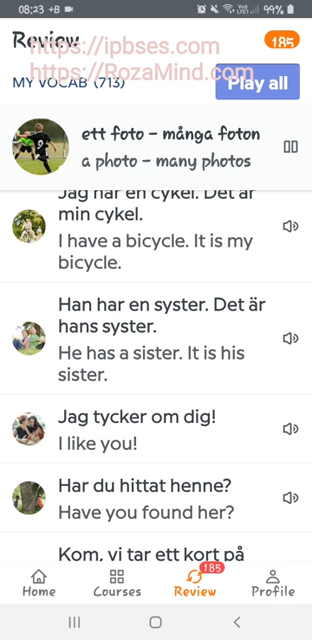 08:23 +B
VoD
LTE1
99%
Review
185
https://ipbses.com
https://RozaMind.com
MY VOCAB (713)
Play all
ett foto – många foton
a photo – many photos
Jag har en cykel. Det är
min cykel.
I have a bicycle. It is my
bicycle.
Han har en syster. Det är
hans syster.
He has a sister. It is his
sister.
Jag tycker om dig!
I like you!
Har du hittat henne?
Have you found her?
Kom, vi tar ett kort på
185
Home
Courses
Review
Profile